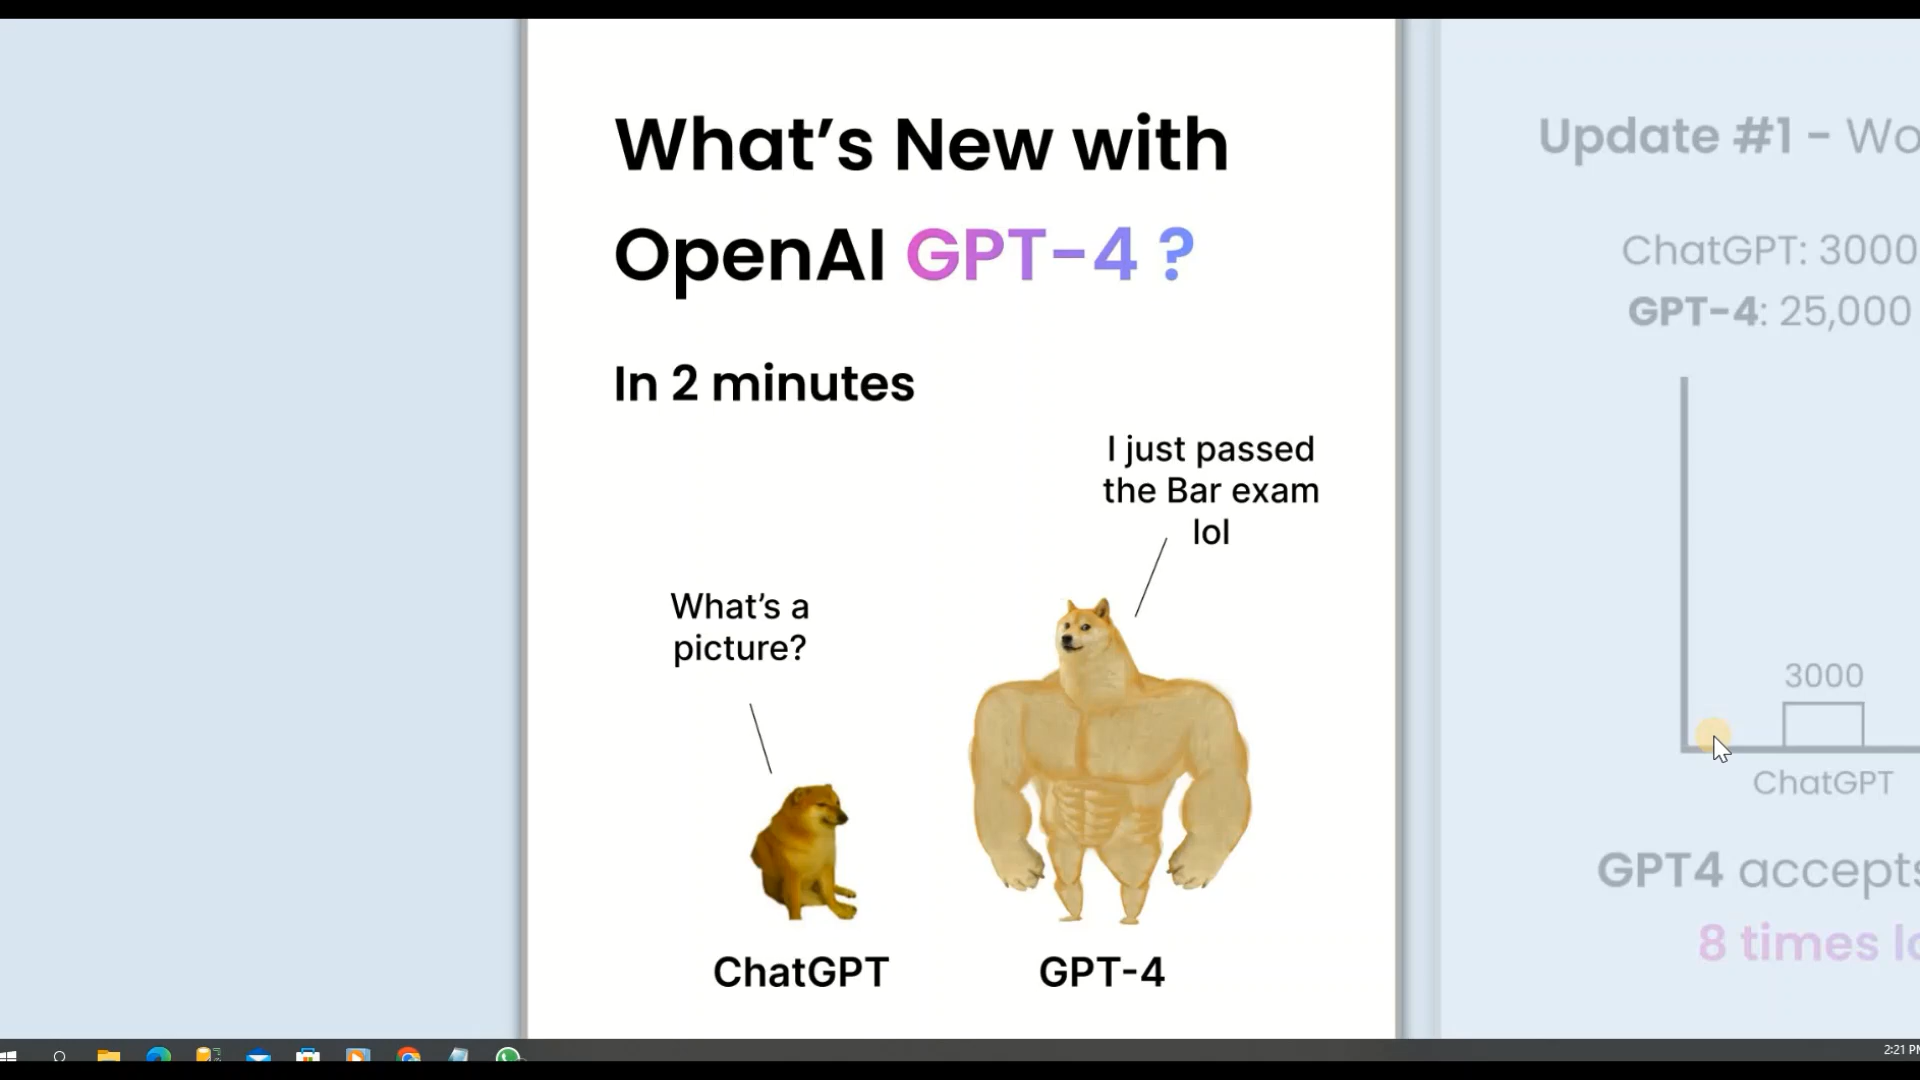 What's New with
OpenAI GPT-4 ?
In 2 minutes
I just passed
the Bar exam
lol
What's a
picture?
ChatGPT
GPT-4
Update #1 - Wo
ChatGPT: 3000
GPT-4: 25,000
3000
ChatGPT
GPT4 accepts
8 times lo
2:21 PM